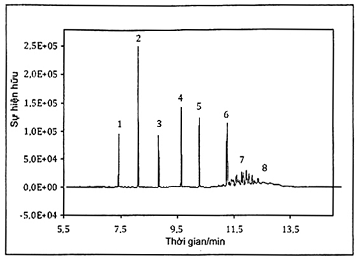 Sự hiện hữu
2,5E+05
2,0E+05
1,5E+05
1,0E+05
5,0E+04
0,0E+00
-5,0E+04
1
2
3
4
5
6
7
8
5,5 7,5 9,5 11,5 13,5
Thời gian/min